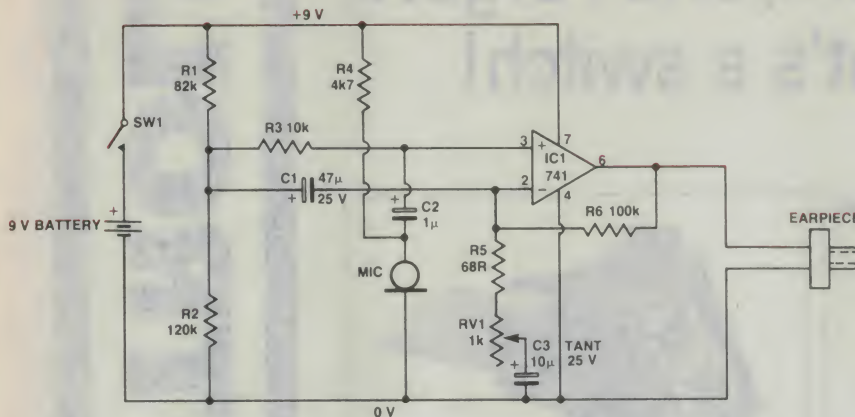 t's a switch!
+9 V
R1
82k
R4
4k7
SW1
R3 10k
3
+
7
IC1
741
6
2
–
4
C1
47μ
25 V
+
+
C2
1μ
R6 100k
EARPIECE
+
9 V BATTERY
R5
68R
MIC
R2
120k
RV1
1k
C3
10μ
+
TANT
25 V
0 V